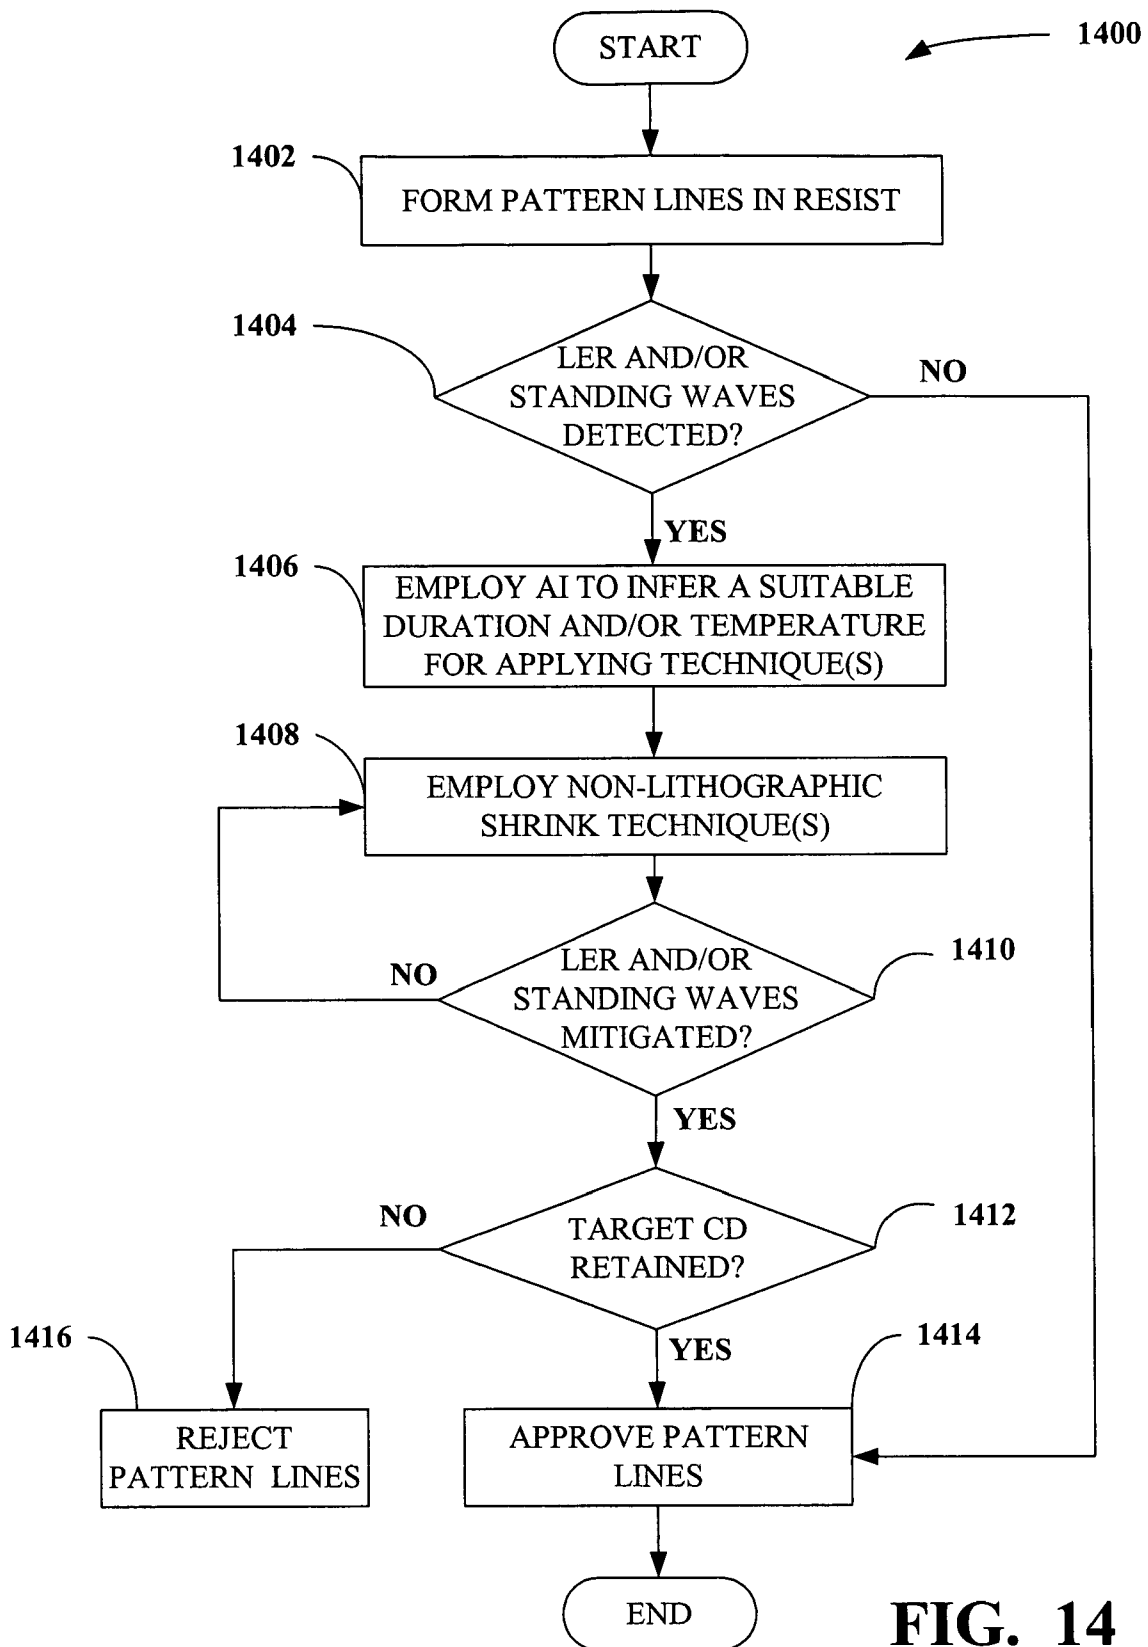 START
1400
1402
FORM PATTERN LINES IN RESIST
1404
LER AND/OR
STANDING WAVES
DETECTED?
NO
YES
1406
EMPLOY AI TO INFER A SUITABLE
DURATION AND/OR TEMPERATURE
FOR APPLYING TECHNIQUE(S)
1408
EMPLOY NON-LITHOGRAPHIC
SHRINK TECHNIQUE(S)
1410
LER AND/OR
STANDING WAVES
MITIGATED?
NO
YES
1412
TARGET CD
RETAINED?
NO
YES
1416
REJECT
PATTERN LINES
1414
APPROVE PATTERN
LINES
END
FIG. 14